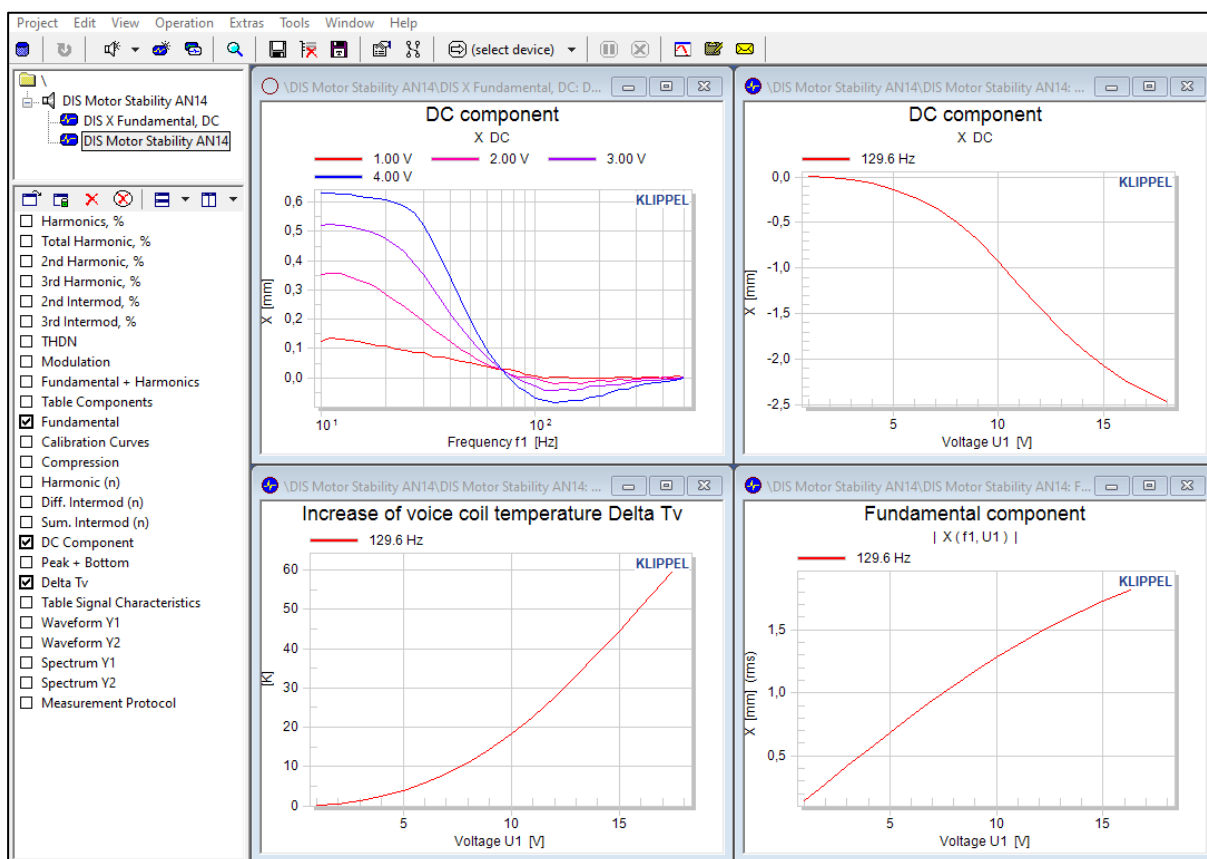 Project Edit View Operation Extras Tools Window Help
(select device)
\
DIS Motor Stability AN14
DIS X Fundamental, DC
DIS Motor Stability AN14
Harmonics, %
Total Harmonic, %
2nd Harmonic, %
3rd Harmonic, %
2nd Intermod, %
3rd Intermod, %
THDN
Modulation
Fundamental + Harmonics
Table Components
Fundamental
Calibration Curves
Compression
Harmonic (n)
Diff. Intermod (n)
Sum. Intermod (n)
DC Component
Peak + Bottom
Delta Tv
Table Signal Characteristics
Waveform Y1
Waveform Y2
Spectrum Y1
Spectrum Y2
Measurement Protocol
\DIS Motor Stability AN14\DIS X Fundamental, DC: D...
DC component
X DC
1.00 V 2.00 V 3.00 V
4.00 V
KLIPPEL
0,6
0,5
0,4
0,3
0,2
0,1
0,0
X [mm]
10¹ 10²
Frequency f1 [Hz]
\DIS Motor Stability AN14\DIS Motor Stability AN14: ...
DC component
X DC
129.6 Hz
KLIPPEL
0,0
-0,5
-1,0
-1,5
-2,0
-2,5
X [mm]
5 10 15
Voltage U1 [V]
\DIS Motor Stability AN14\DIS Motor Stability AN14: ...
Increase of voice coil temperature Delta Tv
129.6 Hz
KLIPPEL
60
50
40
30
20
10
0
[K]
5 10 15
Voltage U1 [V]
\DIS Motor Stability AN14\DIS Motor Stability AN14: F...
Fundamental component
| X ( f1, U1 ) |
129.6 Hz
KLIPPEL
1,5
1,0
0,5
X [mm] (rms)
5 10 15
Voltage U1 [V]